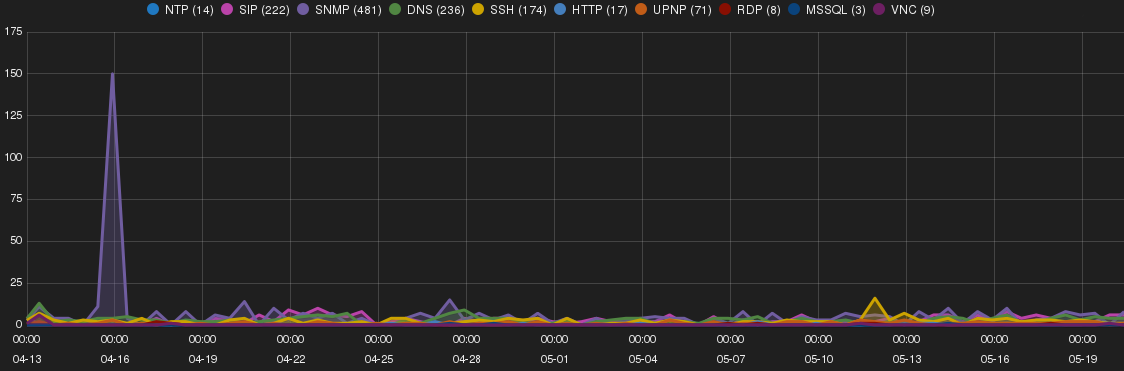 NTP (14) SIP (222) SNMP (481) DNS (236) SSH (174) HTTP (17) UPNP (71) RDP (8) MSSQL (3) VNC (9)
175
150
125
100
75
50
25
0
00:00 00:00 00:00 00:00 00:00 00:00 00:00 00:00 00:00 00:00 00:00 00:00 00:00
04-13 04-16 04-19 04-22 04-25 04-28 05-01 05-04 05-07 05-10 05-13 05-16 05-19